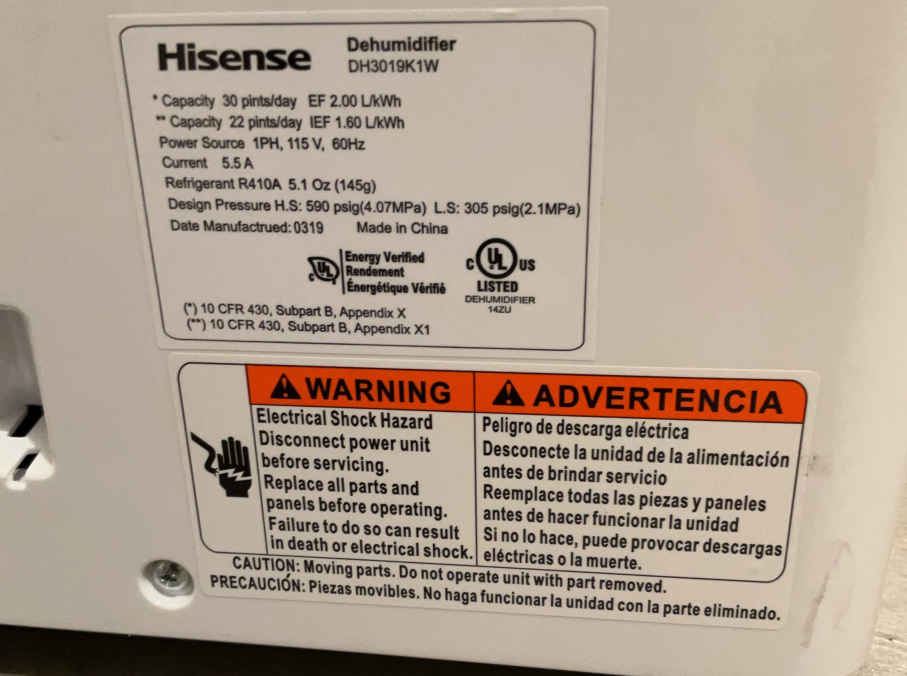 Hisense Dehumidifier
DH3019K1W
* Capacity 30 pints/day EF 2.00 L/kWh
** Capacity 22 pints/day IEF 1.60 L/kWh
Power Source 1PH, 115 V, 60Hz
Current 5.5 A
Refrigerant R410A 5.1 Oz (145g)
Design Pressure H.S: 590 psig(4.07MPa) L.S: 305 psig(2.1MPa)
Date Manufactrued: 0319 Made in China
c UL
Energy Verified
Rendement
Énergétique Vérifié
c UL US
LISTED
DEHUMIDIFIER
14ZU
(*) 10 CFR 430, Subpart B, Appendix X
(**) 10 CFR 430, Subpart B, Appendix X1
WARNING
Electrical Shock Hazard
Disconnect power unit
before servicing.
Replace all parts and
panels before operating.
Failure to do so can result
in death or electrical shock.
ADVERTENCIA
Peligro de descarga eléctrica
Desconecte la unidad de la alimentación
antes de brindar servicio
Reemplace todas las piezas y paneles
antes de hacer funcionar la unidad
Si no lo hace, puede provocar descargas
eléctricas o la muerte.
CAUTION: Moving parts. Do not operate unit with part removed.
PRECAUCIÓN: Piezas movibles. No haga funcionar la unidad con la parte eliminado.